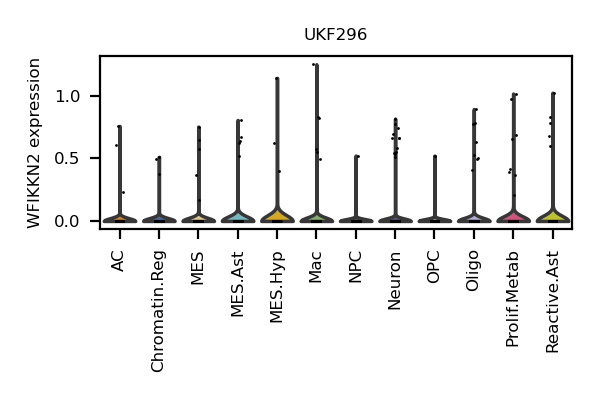 UKF296
WFIKKN2 expression
1.0
0.5
0.0
AC
Chromatin.Reg
MES
MES.Ast
MES.Hyp
Mac
NPC
Neuron
OPC
Oligo
Prolif.Metab
Reactive.Ast